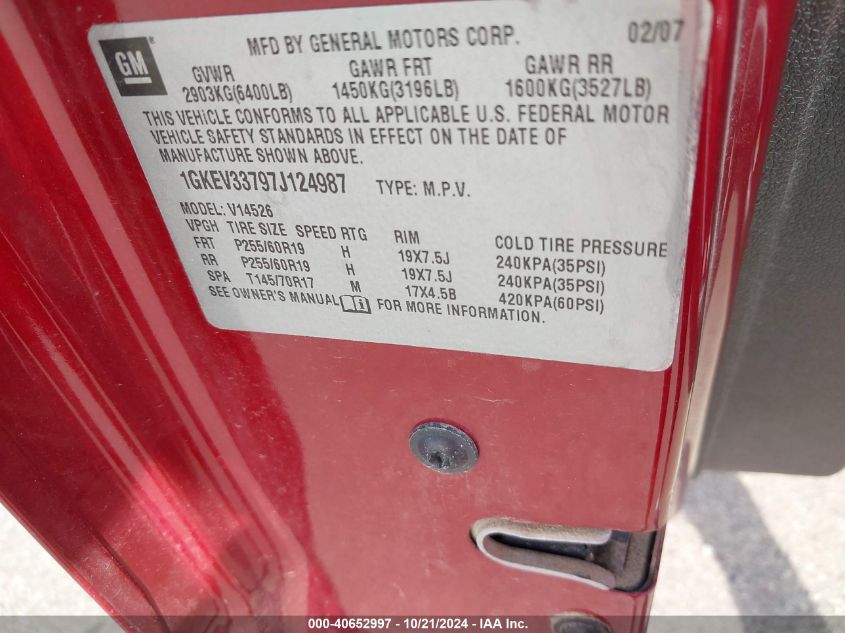 GM
MFD BY GENERAL MOTORS CORP. 02/07
GVWR GAWR FRT GAWR RR
2903KG(6400LB) 1450KG(3196LB) 1600KG(3527LB)
THIS VEHICLE CONFORMS TO ALL APPLICABLE U.S. FEDERAL MOTOR
VEHICLE SAFETY STANDARDS IN EFFECT ON THE DATE OF
MANUFACTURE SHOWN ABOVE.
1GKEV33797J124987 TYPE: M.P.V.
MODEL: V14526
VPGH TIRE SIZE SPEED RTG RIM COLD TIRE PRESSURE
FRT P255/60R19 H 19X7.5J 240KPA(35PSI)
RR P255/60R19 H 19X7.5J 240KPA(35PSI)
SPA T145/70R17 M 17X4.5B 420KPA(60PSI)
SEE OWNER'S MANUAL FOR MORE INFORMATION.
000-40652997 - 10/21/2024 - IAA Inc.